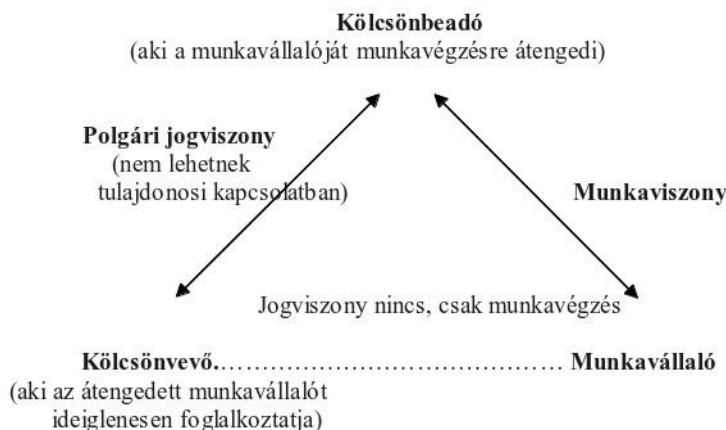 Kölcsönbeadó
(aki a munkavállalóját munkavégzésre átengedi)
Polgári jogviszony
(nem lehetnek
tulajdonosi kapcsolatban)
Munkaviszony
Jogviszony nincs, csak munkavégzés
Kölcsönvevő.…………………………………… Munkavállaló
(aki az átengedett munkavállalót
ideiglenesen foglalkoztatja)